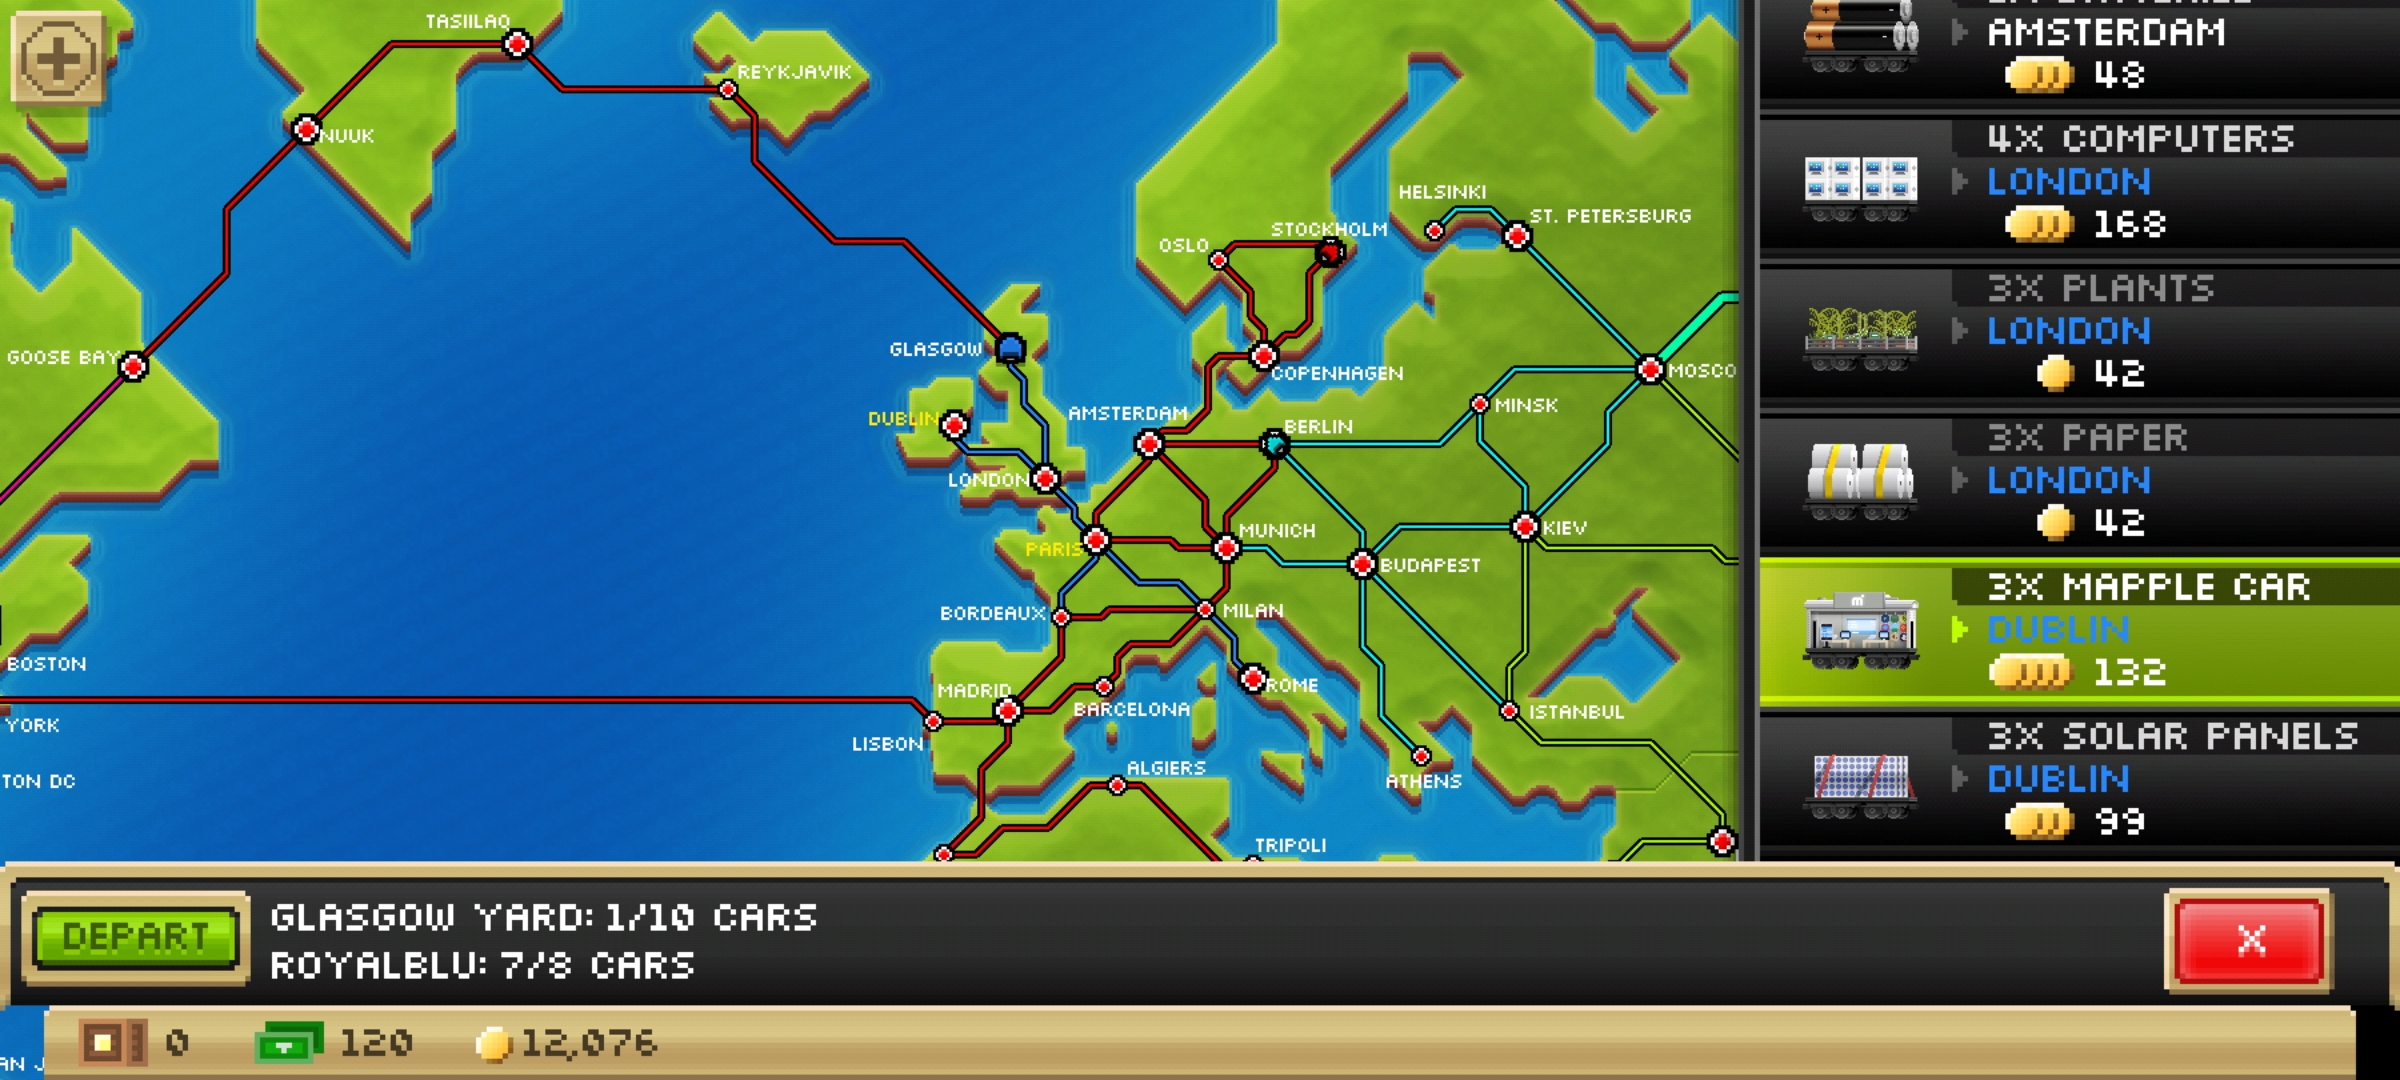 TASIILAQ
REYKJAVIK
NUUK
HELSINKI
ST. PETERSBURG
STOCKHOLM
OSLO
GLASGOW
GOOSE BAY
COPENHAGEN
MOSCO
AMSTERDAM
MINSK
DUBLIN
BERLIN
LONDON
MUNICH
KIEV
PARIS
BUDAPEST
BORDEAUX
MILAN
BOSTON
MADRID
ROME
BARCELONA
ISTANBUL
YORK
LISBON
ALGIERS
ATHENS
TON DC
TRIPOLI
AMSTERDAM
48
4X COMPUTERS
LONDON
168
3X PLANTS
LONDON
42
3X PAPER
LONDON
42
3X MAPPLE CAR
m
DUBLIN
132
3X SOLAR PANELS
DUBLIN
99
DEPART
GLASGOW YARD: 1/10 CARS
ROYALBLU: 7/8 CARS
X
0
120
12,076
AN J